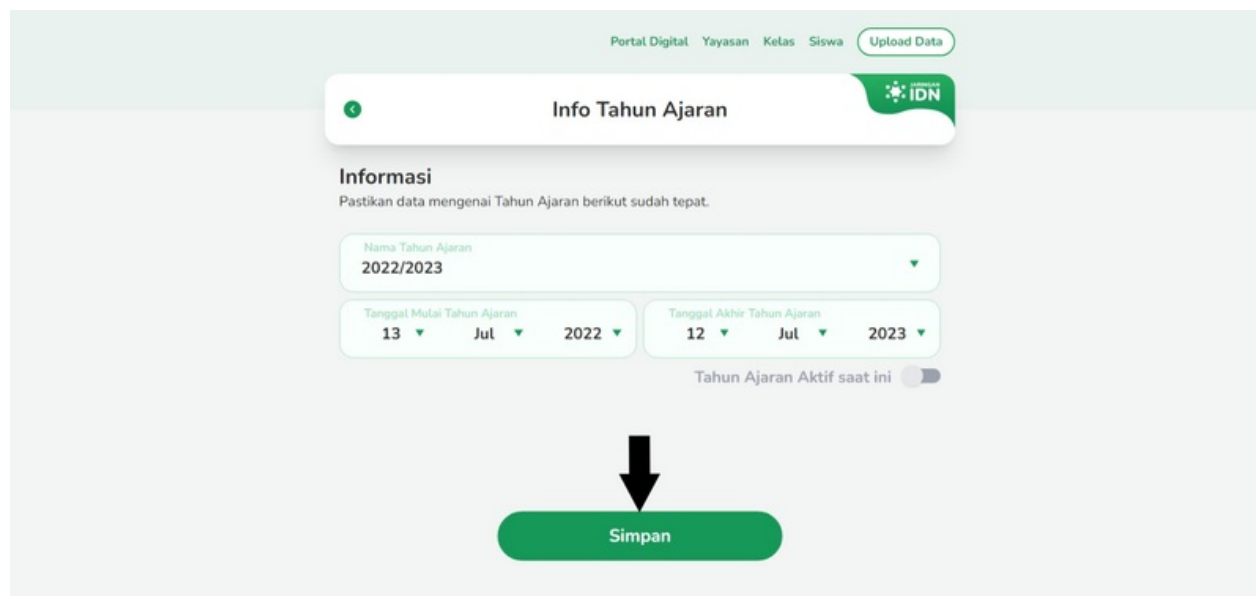 Portal Digital Yayasan Kelas Siswa Upload Data
Info Tahun Ajaran
JARINGAN
IDN
Informasi
Pastikan data mengenai Tahun Ajaran berikut sudah tepat.
Nama Tahun Ajaran
2022/2023
Tanggal Mulai Tahun Ajaran
13 Jul 2022
Tanggal Akhir Tahun Ajaran
12 Jul 2023
Tahun Ajaran Aktif saat ini
Simpan